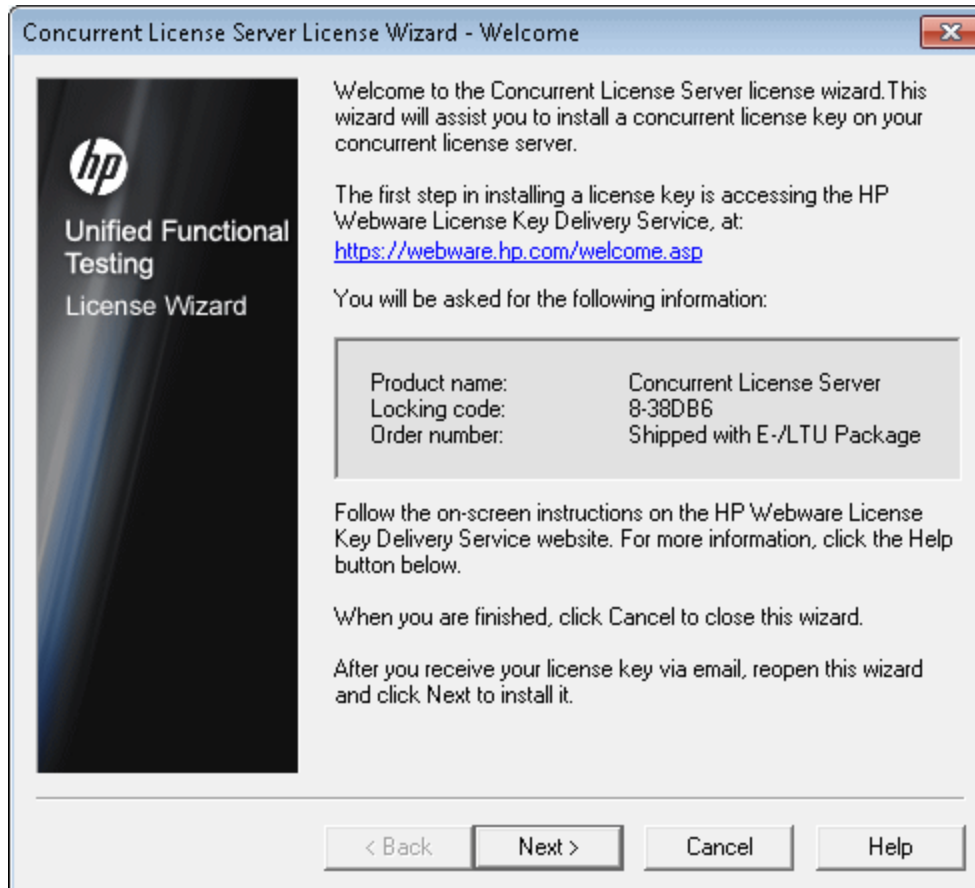 Concurrent License Server License Wizard - Welcome
hp
Unified Functional
Testing
License Wizard
Welcome to the Concurrent License Server license wizard.This
wizard will assist you to install a concurrent license key on your
concurrent license server.
The first step in installing a license key is accessing the HP
Webware License Key Delivery Service, at:
https://webware.hp.com/welcome.asp
You will be asked for the following information:
Product name: Concurrent License Server
Locking code: 8-38DB6
Order number: Shipped with E-/LTU Package
Follow the on-screen instructions on the HP Webware License
Key Delivery Service website. For more information, click the Help
button below.
When you are finished, click Cancel to close this wizard.
After you receive your license key via email, reopen this wizard
and click Next to install it.
< Back Next > Cancel Help